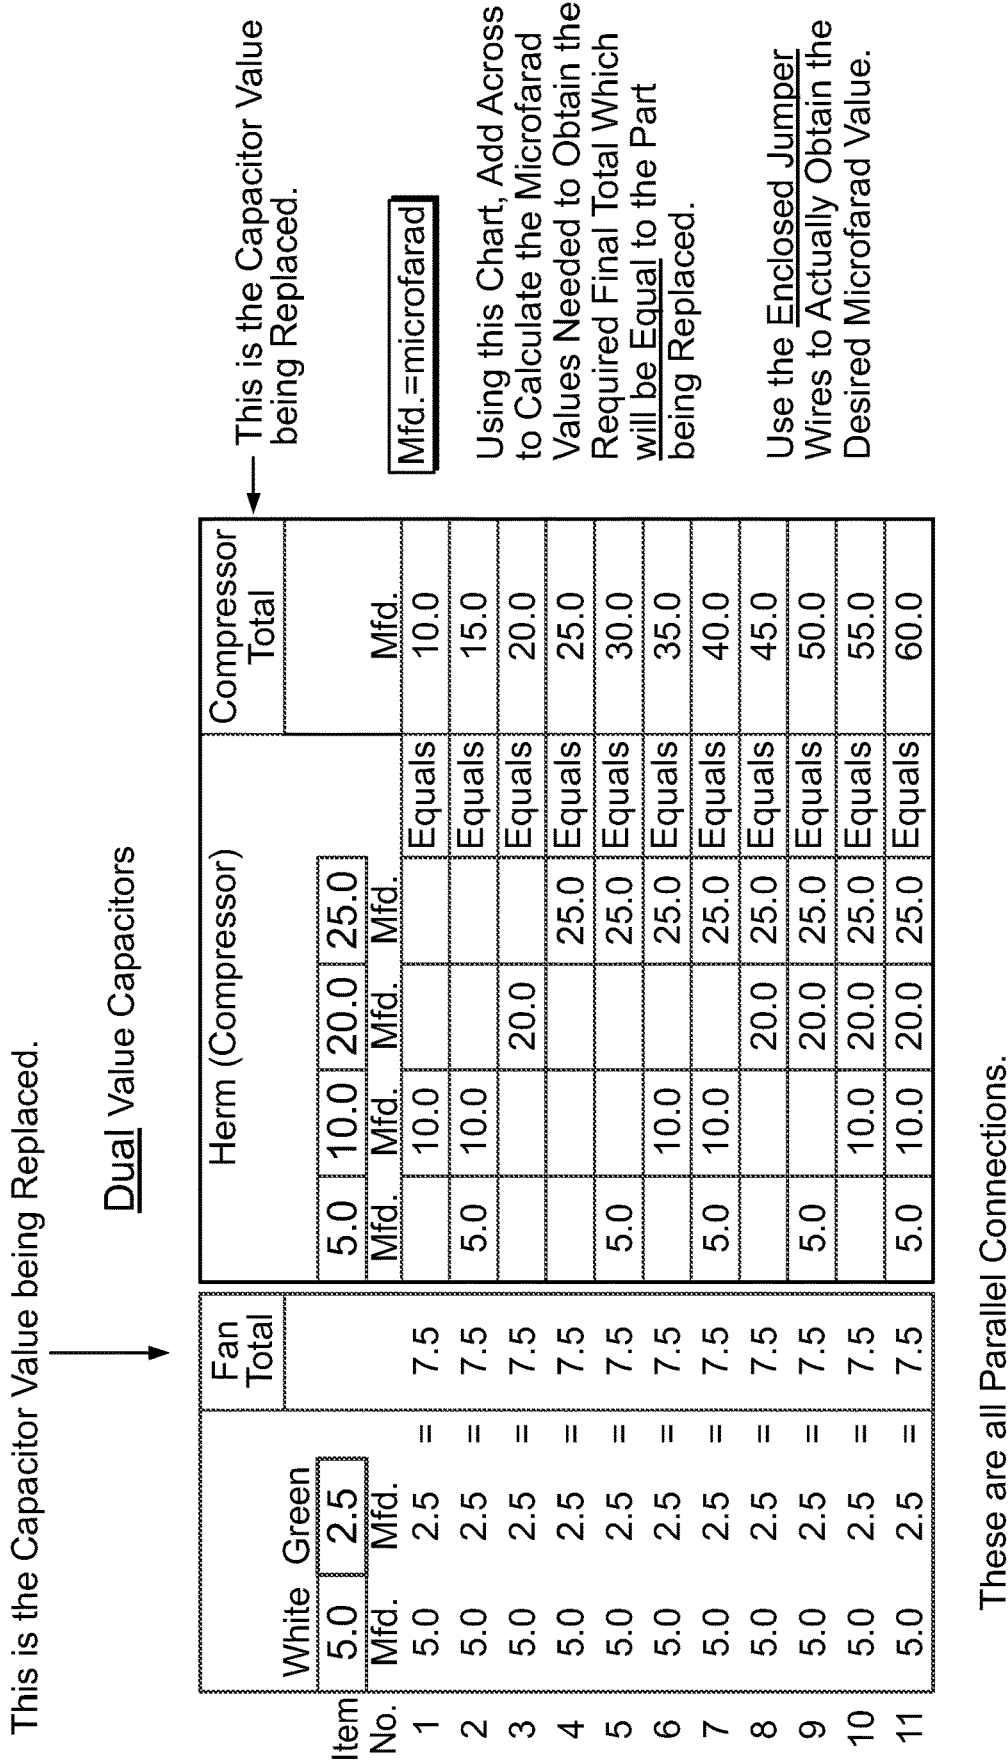 This is the Capacitor Value being Replaced.
Dual Value Capacitors
Fan Total Herm (Compressor) Compressor Total
White Green
Item 5.0 2.5 5.0 10.0 20.0 25.0
No. Mfd. Mfd. Mfd. Mfd. Mfd. Mfd. Mfd.
1 5.0 2.5 = 7.5 10.0 Equals 10.0
2 5.0 2.5 = 7.5 5.0 10.0 Equals 15.0
3 5.0 2.5 = 7.5 20.0 Equals 20.0
4 5.0 2.5 = 7.5 25.0 Equals 25.0
5 5.0 2.5 = 7.5 5.0 25.0 Equals 30.0
6 5.0 2.5 = 7.5 10.0 25.0 Equals 35.0
7 5.0 2.5 = 7.5 5.0 10.0 25.0 Equals 40.0
8 5.0 2.5 = 7.5 20.0 25.0 Equals 45.0
9 5.0 2.5 = 7.5 5.0 20.0 25.0 Equals 50.0
10 5.0 2.5 = 7.5 10.0 20.0 25.0 Equals 55.0
11 5.0 2.5 = 7.5 5.0 10.0 20.0 25.0 Equals 60.0
This is the Capacitor Value
being Replaced.
Mfd.=microfarad
Using this Chart, Add Across
to Calculate the Microfarad
Values Needed to Obtain the
Required Final Total Which
will be Equal to the Part
being Replaced.
Use the Enclosed Jumper
Wires to Actually Obtain the
Desired Microfarad Value.
These are all Parallel Connections.